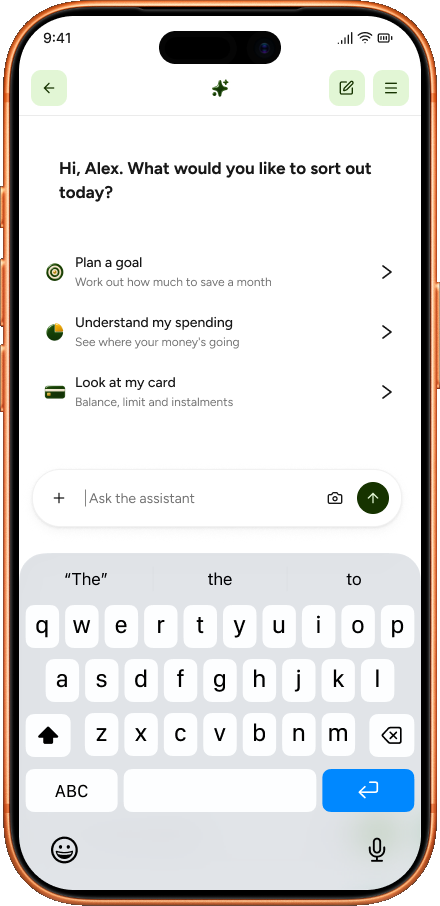 9:41
Hi, Alex. What would you like to sort out
today?
Plan a goal
Work out how much to save a month
Understand my spending
See where your money's going
Look at my card
Balance, limit and instalments
Ask the assistant
“The” the to
q w e r t y u i o p
a s d f g h j k l
z x c v b n m
ABC